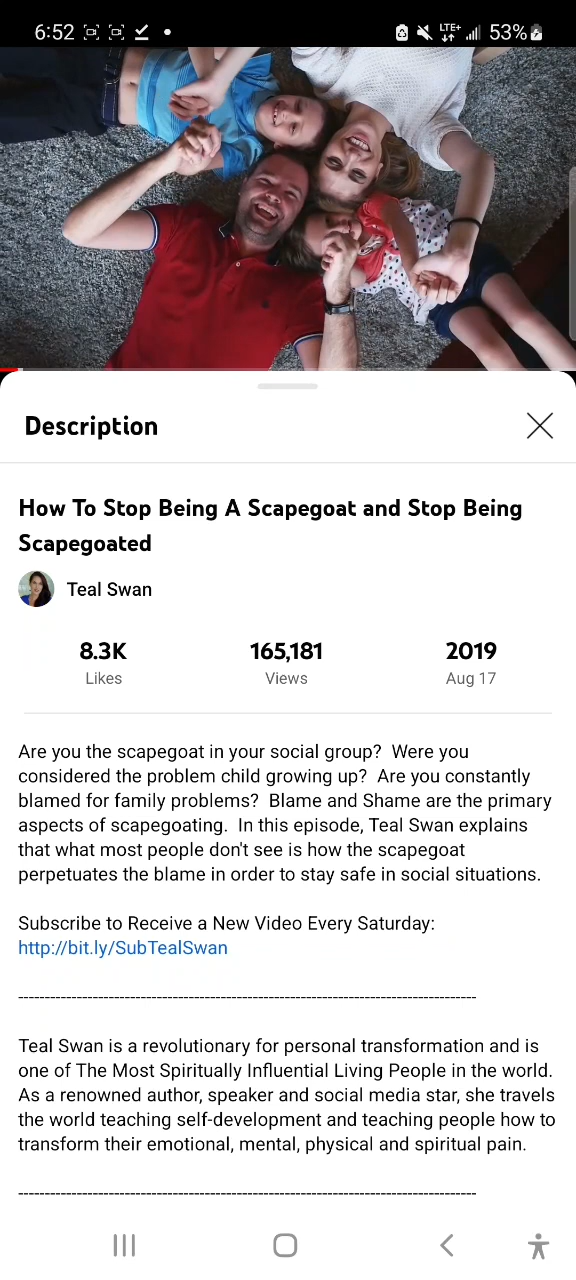 6:52
LTE+
53%
Description
How To Stop Being A Scapegoat and Stop Being
Scapegoated
Teal Swan
8.3K
165,181
2019
Likes
Views
Aug 17
Are you the scapegoat in your social group?  Were you
considered the problem child growing up?  Are you constantly
blamed for family problems?  Blame and Shame are the primary
aspects of scapegoating.  In this episode, Teal Swan explains
that what most people don't see is how the scapegoat
perpetuates the blame in order to stay safe in social situations.
Subscribe to Receive a New Video Every Saturday:
http://bit.ly/SubTealSwan
--------------------------------------------------------------------------------------
Teal Swan is a revolutionary for personal transformation and is
one of The Most Spiritually Influential Living People in the world.
As a renowned author, speaker and social media star, she travels
the world teaching self-development and teaching people how to
transform their emotional, mental, physical and spiritual pain.
--------------------------------------------------------------------------------------